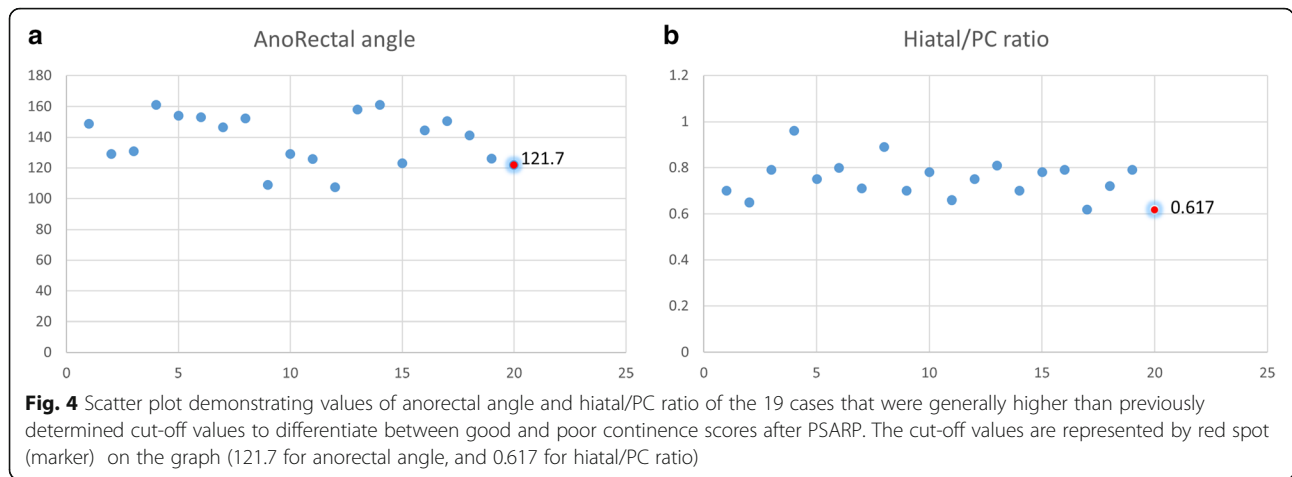 a
AnoRectal angle
180
160
140
120
100
80
60
40
20
0
121.7
0 5 10 15 20 25
b
Hiatal/PC ratio
1.2
1
0.8
0.6
0.4
0.2
0
0.617
0 5 10 15 20 25
Fig. 4 Scatter plot demonstrating values of anorectal angle and hiatal/PC ratio of the 19 cases that were generally higher than previously
determined cut-off values to differentiate between good and poor continence scores after PSARP. The cut-off values are represented by red spot
(marker) on the graph (121.7 for anorectal angle, and 0.617 for hiatal/PC ratio)